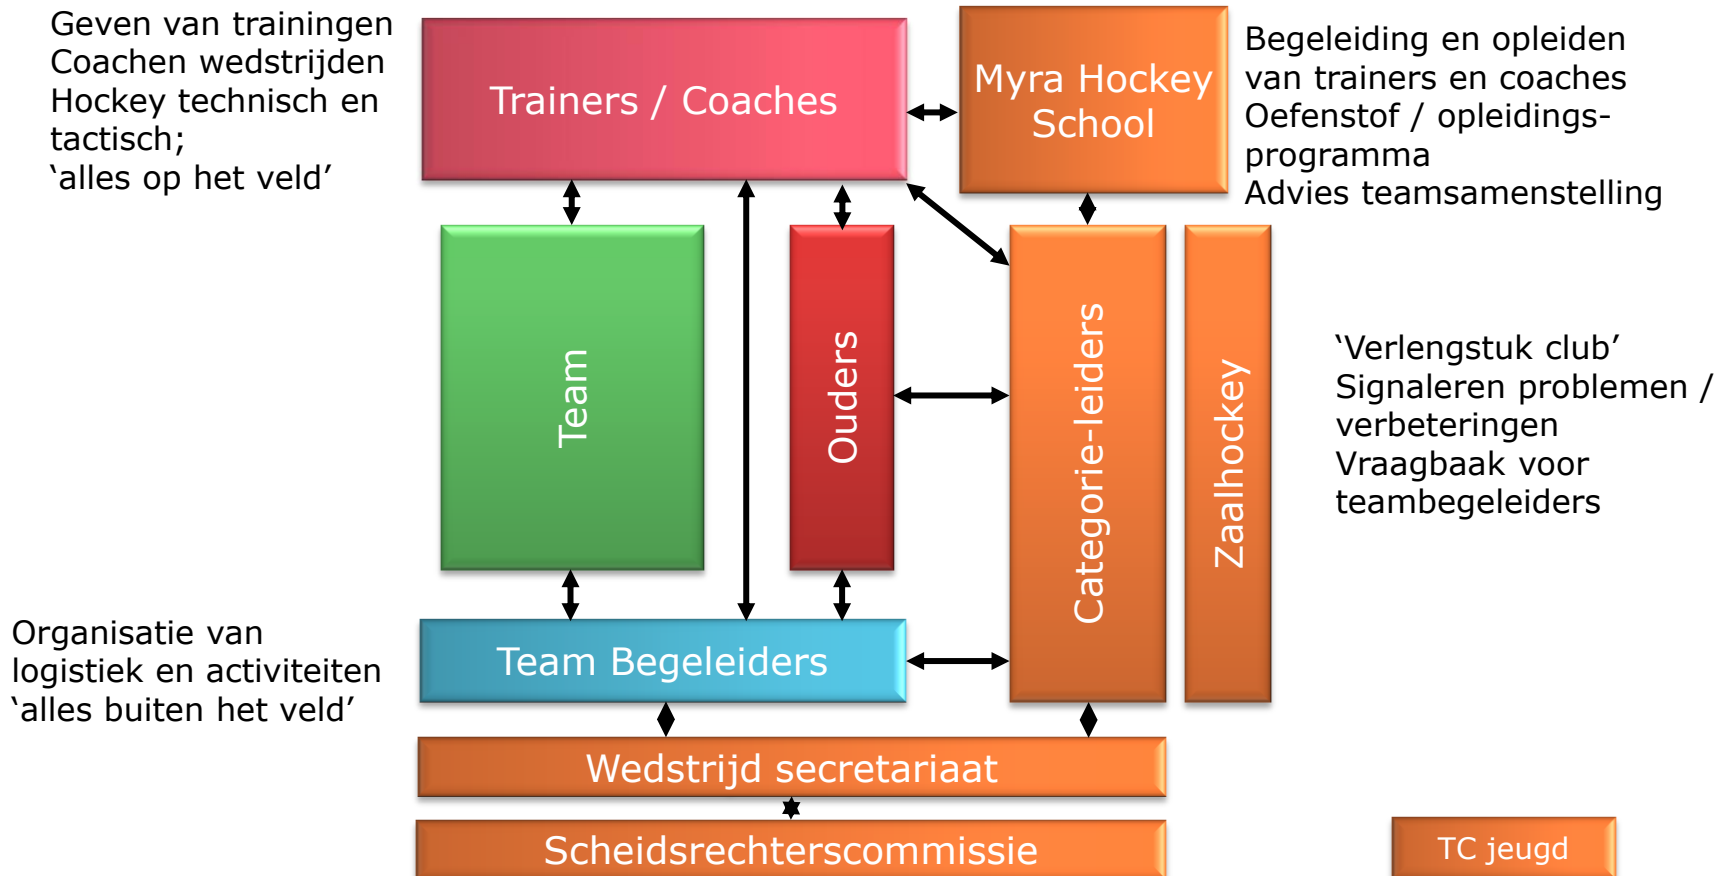 Geven van trainingen
Coachen wedstrijden
Hockey technisch en
tactisch;
‘alles op het veld’
Trainers / Coaches
Myra Hockey
School
Begeleiding en opleiden
van trainers en coaches
Oefenstof / opleidings-
programma
Advies teamsamenstelling
Team
Ouders
Categorie-leiders
Zaalhockey
‘Verlengstuk club’
Signaleren problemen /
verbeteringen
Vraagbaak voor
teambegeleiders
Organisatie van
logistiek en activiteiten
‘alles buiten het veld’
Team Begeleiders
Wedstrijd secretariaat
Scheidsrechterscommissie
TC jeugd